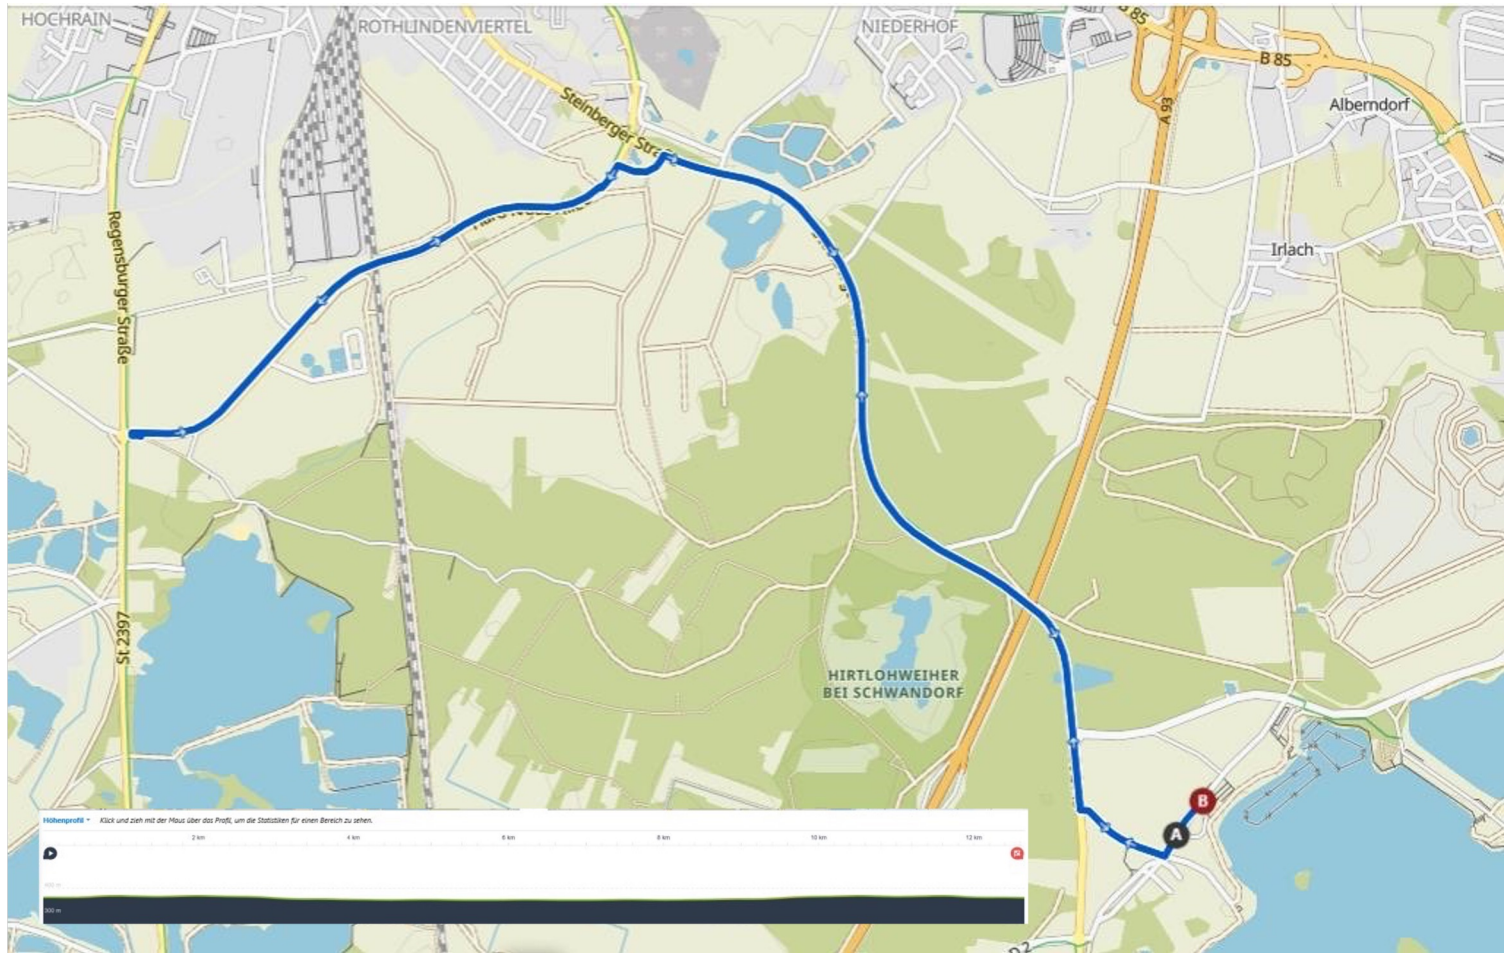 HOCHRAIN
ROTHLINDENVIERTEL
NIEDERHOF
B 85
B 85
Steinberger Straße
Alberndorf
A 93
Regensburger Straße
Irlach
St 2397
HIRTLOHWEIHER
BEI SCHWANDORF
B
A
Höhenprofil
Klick und zieh mit der Maus über das Profil, um die Statistiken für einen Bereich zu sehen.
2 km
4 km
6 km
8 km
10 km
12 km
400 m
300 m